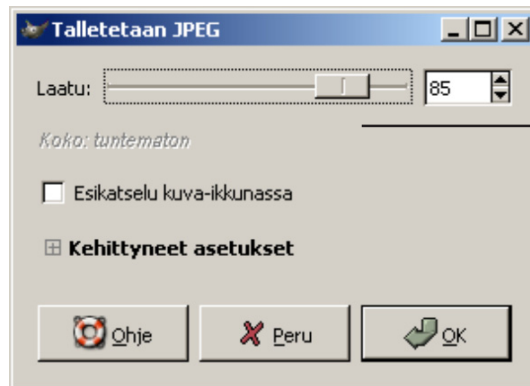 Talletetaan JPEG
Laatu: 85
Koko: tuntematon
Esikatselu kuva-ikkunassa
Kehittyneet asetukset
Ohje Peru OK